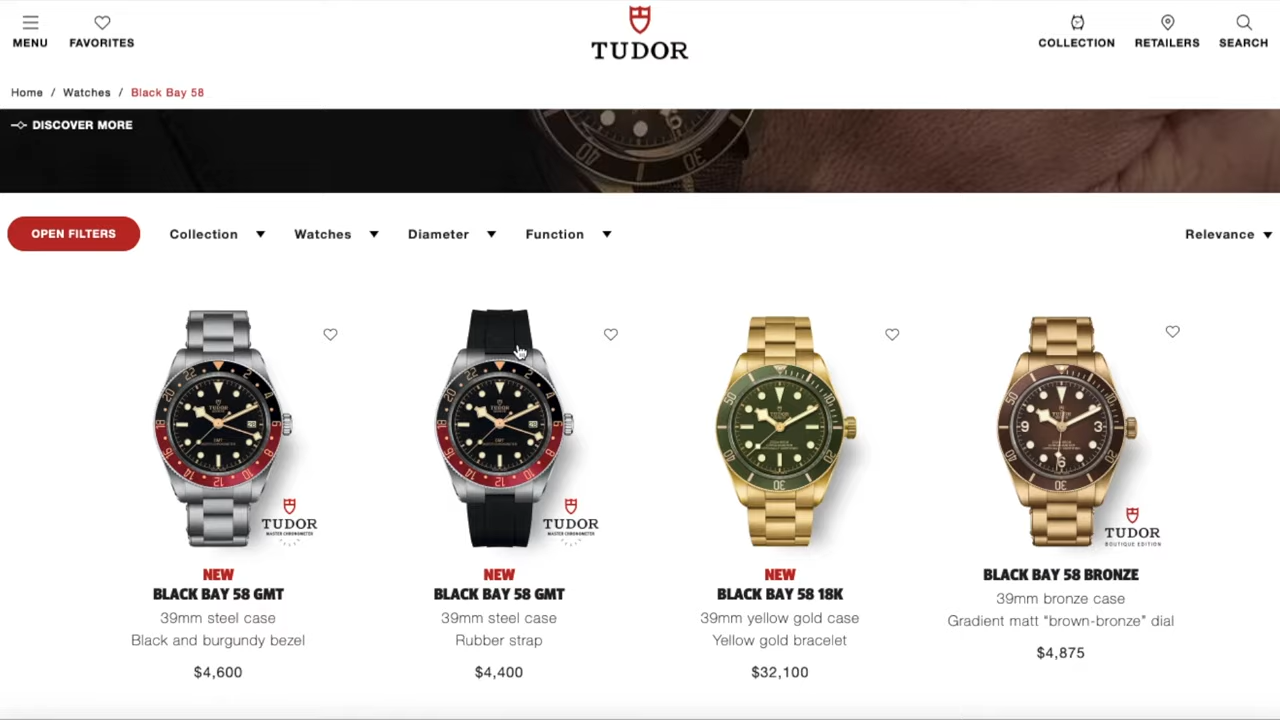 MENU
FAVORITES
TUDOR
COLLECTION
RETAILERS
SEARCH
Home / Watches / Black Bay 58
DISCOVER MORE
OPEN FILTERS
Collection
Watches
Diameter
Function
Relevance
TUDOR
MASTER CHRONOMETER
TUDOR
MASTER CHRONOMETER
TUDOR
BOUTIQUE EDITION
NEW
BLACK BAY 58 GMT
39mm steel case
Black and burgundy bezel
$4,600
NEW
BLACK BAY 58 GMT
39mm steel case
Rubber strap
$4,400
NEW
BLACK BAY 58 18K
39mm yellow gold case
Yellow gold bracelet
$32,100
BLACK BAY 58 BRONZE
39mm bronze case
Gradient matt "brown-bronze" dial
$4,875